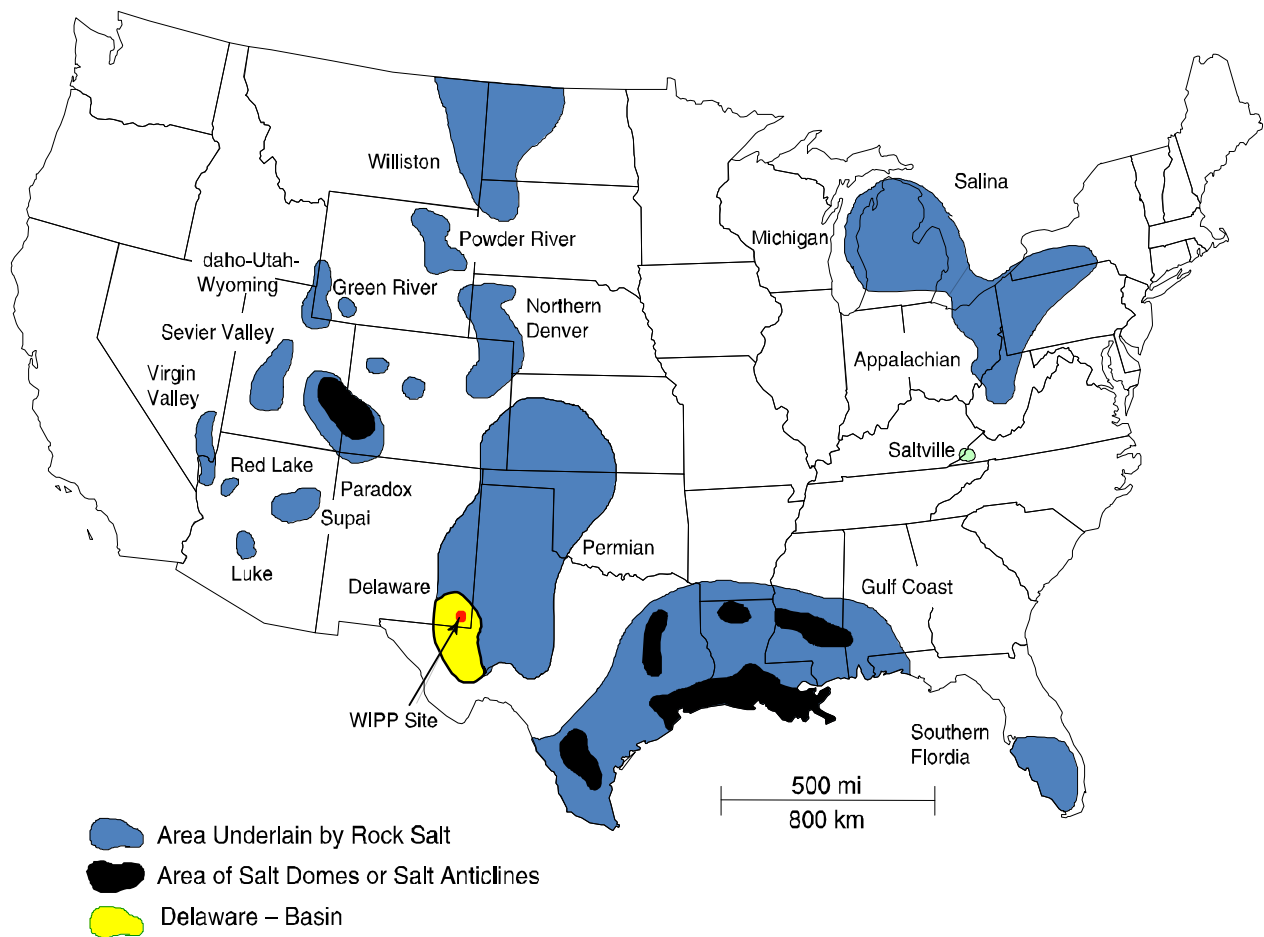 Williston
Salina
Michigan
Powder River
Idaho-Utah-
Wyoming
Green River
Northern
Denver
Sevier Valley
Appalachian
Virgin
Valley
Saltville
Red Lake
Paradox
Supai
Permian
Luke
Delaware
Gulf Coast
WIPP Site
Southern
Flordia
500 mi
800 km
Area Underlain by Rock Salt
Area of Salt Domes or Salt Anticlines
Delaware – Basin